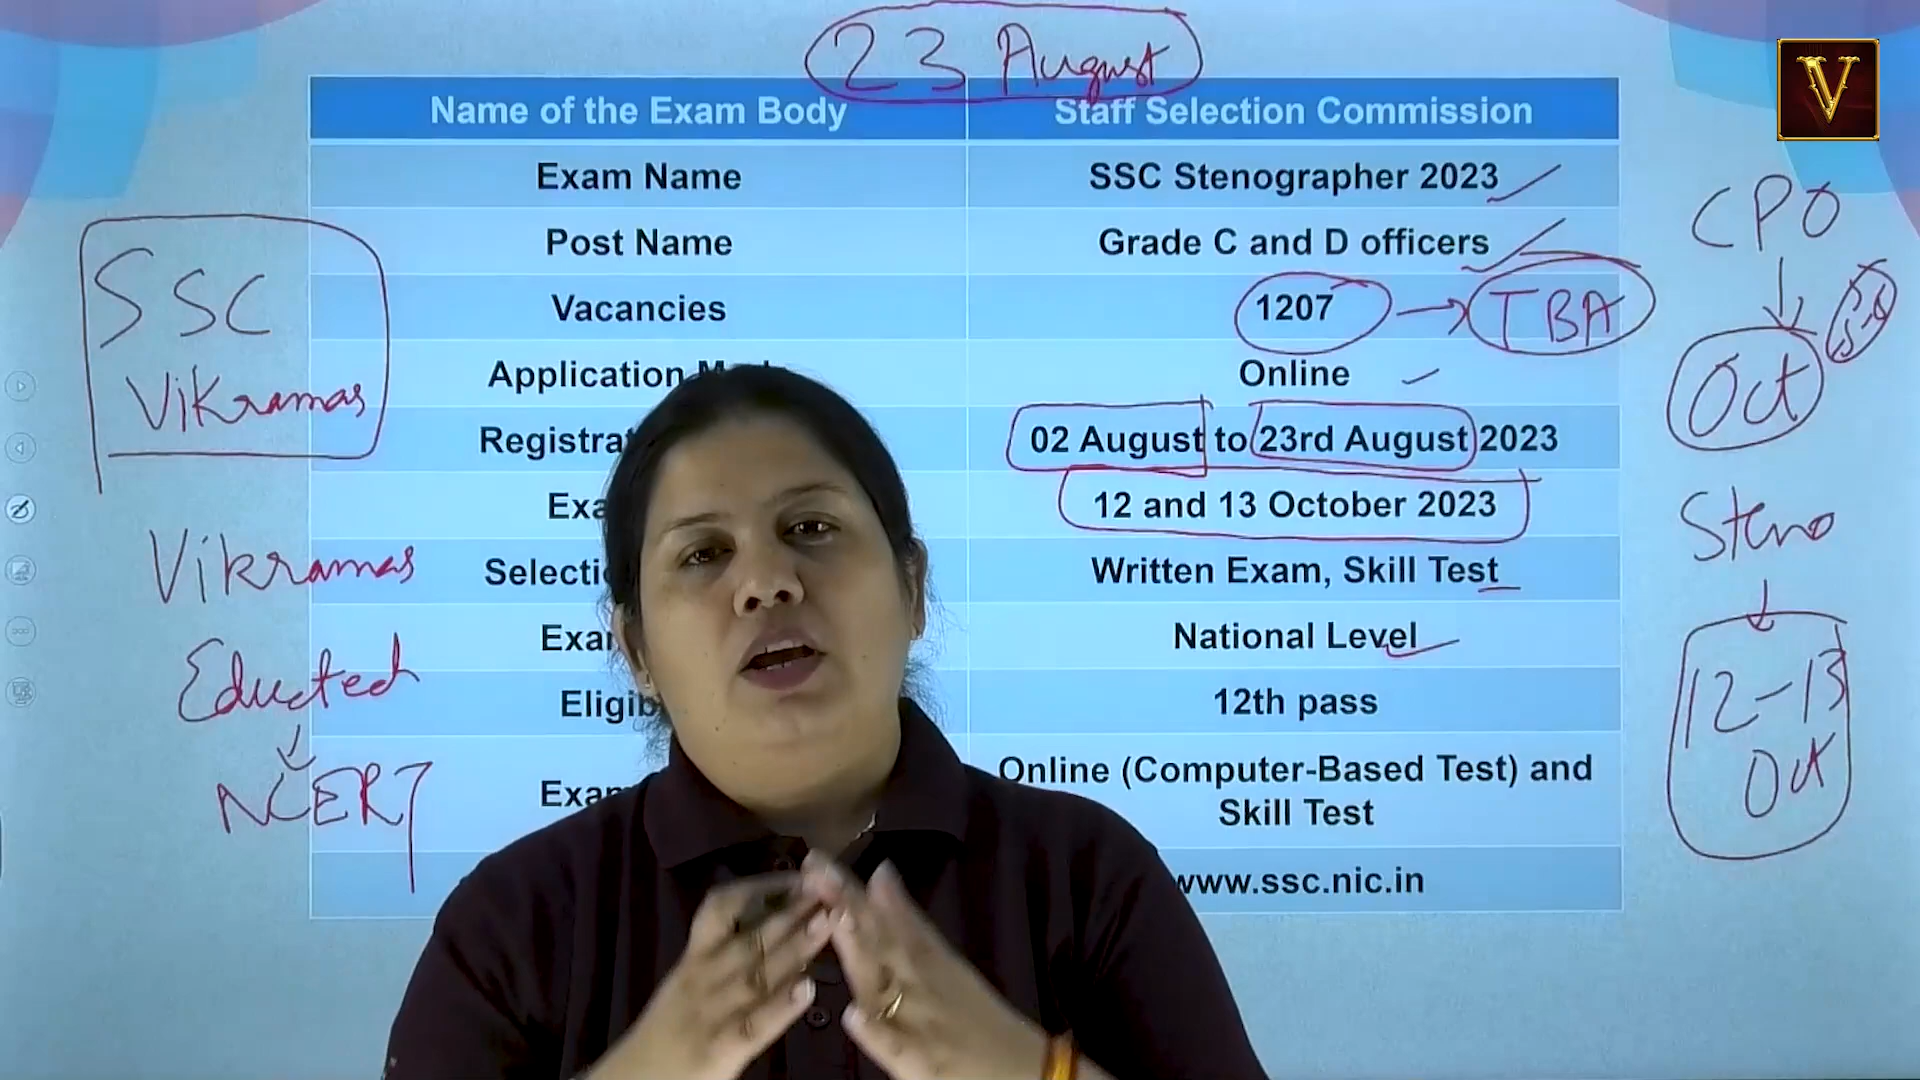 23 August
V
Name of the Exam Body Staff Selection Commission
Exam Name SSC Stenographer 2023
Post Name Grade C and D officers
Vacancies 1207 → TBA
Application Online
Registra 02 August to 23rd August 2023
Exa 12 and 13 October 2023
Selecti Written Exam, Skill Test
Exam National Level
Eligib 12th pass
Exam Online (Computer-Based Test) and
Skill Test
www.ssc.nic.in
SSC
Vikramas
Vikramas
Educted
NCERT
CPO
Oct
Steno
12-13
Oct